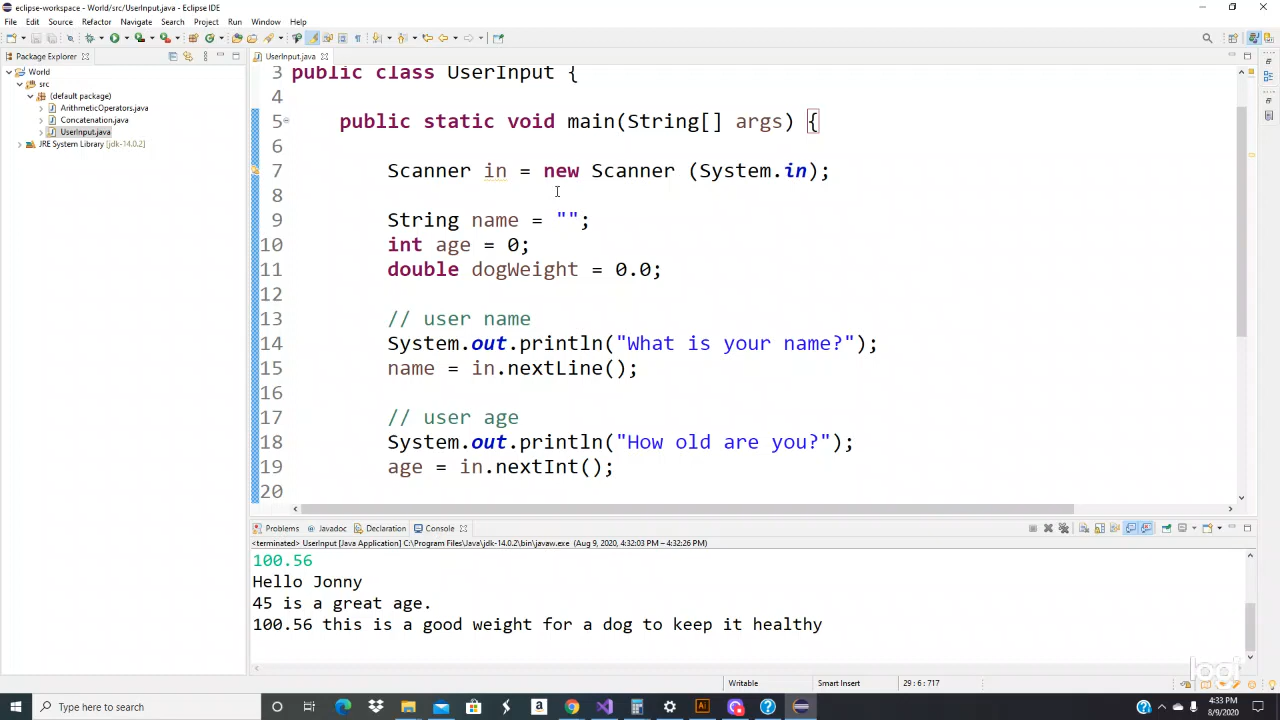 eclipse-workspace - World/src/UserInput.java - Eclipse IDE
File Edit Source Refactor Navigate Search Project Run Window Help
Package Explorer
UserInput.java
World
src
(default package)
ArithmeticOperators.java
Concatenation.java
UserInput.java
JRE System Library [jdk-14.0.2]
3 public class UserInput {
4
5 public static void main(String[] args) {
6
7 Scanner in = new Scanner (System.in);
8
9 String name = "";
10 int age = 0;
11 double dogWeight = 0.0;
12
13 // user name
14 System.out.println("What is your name?");
15 name = in.nextLine();
16
17 // user age
18 System.out.println("How old are you?");
19 age = in.nextInt();
20
Problems Javadoc Declaration Console
<terminated> UserInput [Java Application] C:\Program Files\Java\jdk-14.0.2\bin\javaw.exe (Aug 9, 2020, 4:32:03 PM – 4:32:26 PM)
100.56
Hello Jonny
45 is a great age.
100.56 this is a good weight for a dog to keep it healthy
logi
Writable Smart Insert 29 : 6 : 717
Type here to search
4:33 PM
8/9/2020